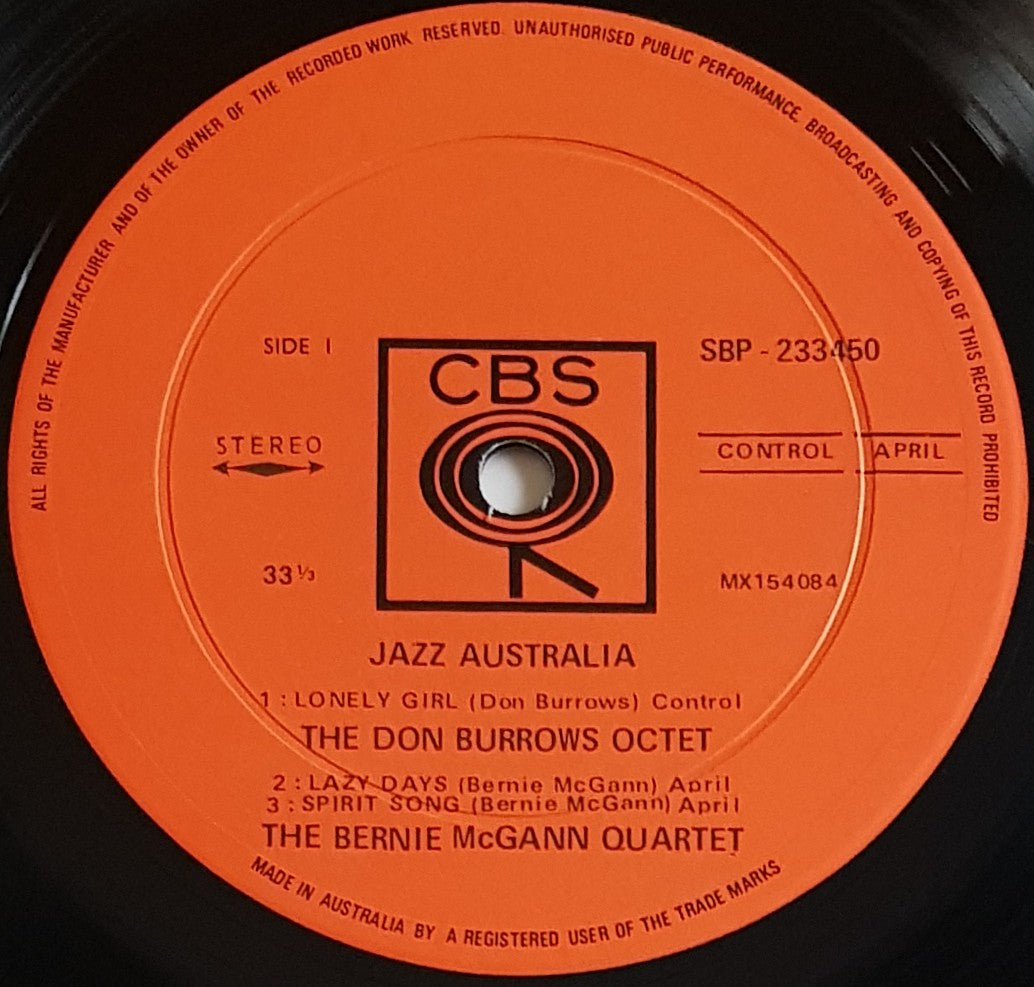 ALL RIGHTS OF THE MANUFACTURER AND OF THE OWNER OF THE RECORDED WORK RESERVED. UNAUTHORISED PUBLIC PERFORMANCE, BROADCASTING AND COPYING OF THIS RECORD PROHIBITED
SIDE 1
CBS
SBP - 233450
STEREO
CONTROL APRIL
33 1/3
MX154084
JAZZ AUSTRALIA
1 : LONELY GIRL (Don Burrows) Control
THE DON BURROWS OCTET
2 : LAZY DAYS (Bernie McGann) April
3 : SPIRIT SONG (Bernie McGann) April
THE BERNIE McGANN QUARTET
MADE IN AUSTRALIA BY A REGISTERED USER OF THE TRADE MARKS